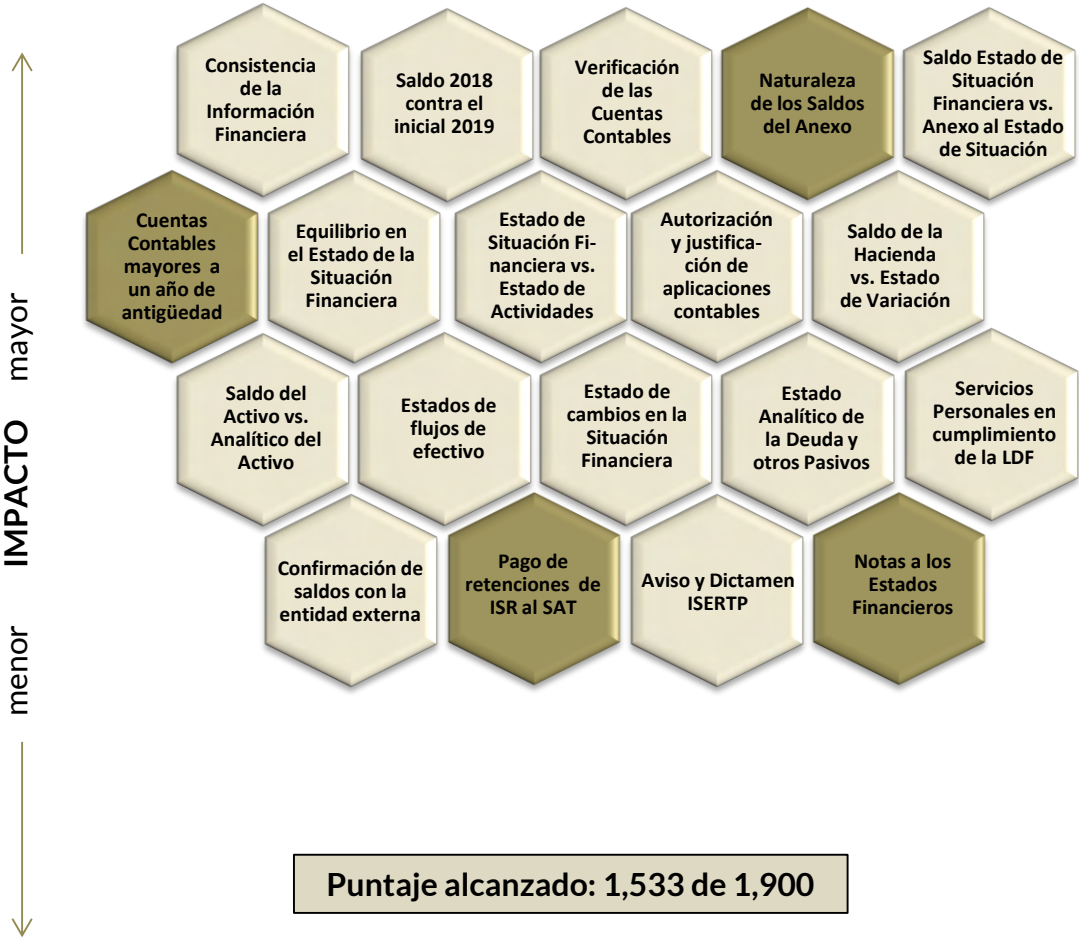 Consistencia
de la
Información
Financiera
Saldo 2018
contra el
inicial 2019
Verificación
de las
Cuentas
Contables
Naturaleza
de los Saldos
del Anexo
Saldo Estado de
Situación
Financiera vs.
Anexo al Estado
de Situación
Cuentas
Contables
mayores a
un año de
antigüedad
Equilibrio en
el Estado de la
Situación
Financiera
Estado de
Situación Fi-
nanciera vs.
Estado de
Actividades
Autorización
y justifica-
ción de
aplicaciones
contables
Saldo de la
Hacienda
vs. Estado
de Variación
Saldo del
Activo vs.
Analítico del
Activo
Estados de
flujos de
efectivo
Estado de
cambios en la
Situación
Financiera
Estado
Analítico de
la Deuda y
otros Pasivos
Servicios
Personales en
cumplimiento
de la LDF
Confirmación de
saldos con la
entidad externa
Pago de
retenciones de
ISR al SAT
Aviso y Dictamen
ISERTP
Notas a los
Estados
Financieros
menor IMPACTO mayor
Puntaje alcanzado: 1,533 de 1,900